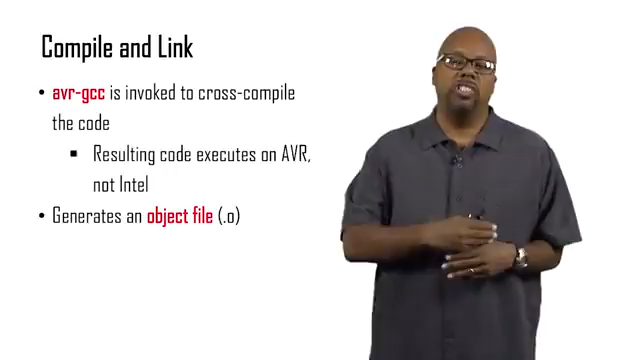 Compile and Link
• avr-gcc is invoked to cross-compile
the code
▪ Resulting code executes on AVR,
not Intel
• Generates an object file (.o)